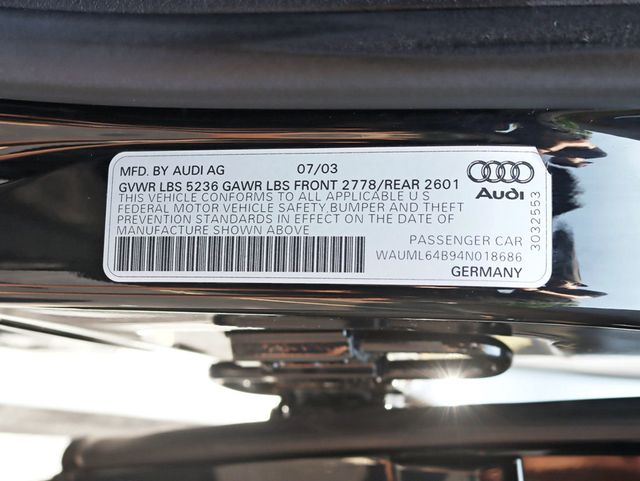 MFD. BY AUDI AG 07/03
GVWR LBS 5236 GAWR LBS FRONT 2778/REAR 2601
THIS VEHICLE CONFORMS TO ALL APPLICABLE U S
FEDERAL MOTOR VEHICLE SAFETY, BUMPER AND THEFT
PREVENTION STANDARDS IN EFFECT ON THE DATE OF
MANUFACTURE SHOWN ABOVE
Audi
3032553
PASSENGER CAR
WAUML64B94N018686
GERMANY